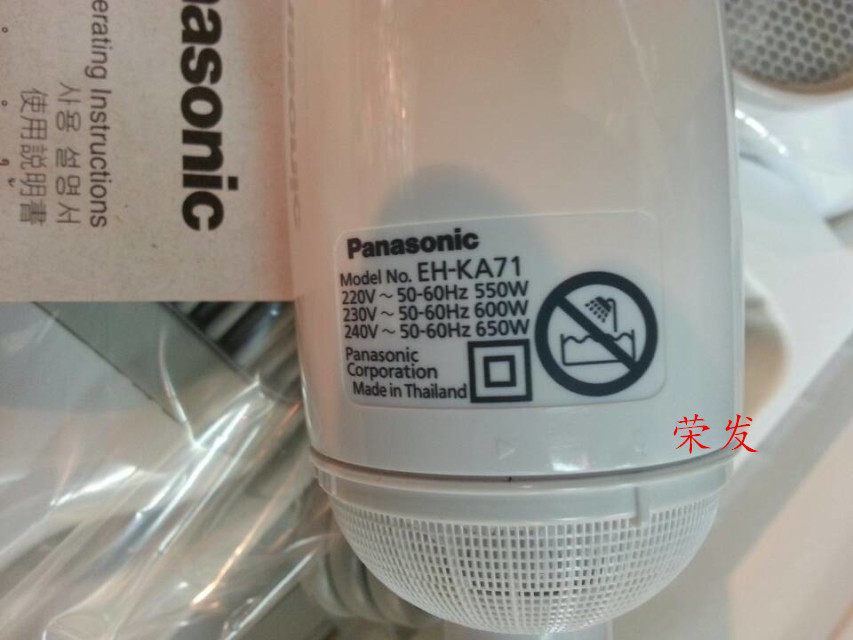 Panasonic
erating Instructions
사용 설명서
使用説明書
Panasonic
Model No. EH-KA71
220V ~ 50-60Hz 550W
230V ~ 50-60Hz 600W
240V ~ 50-60Hz 650W
Panasonic
Corporation
Made in Thailand
荣发